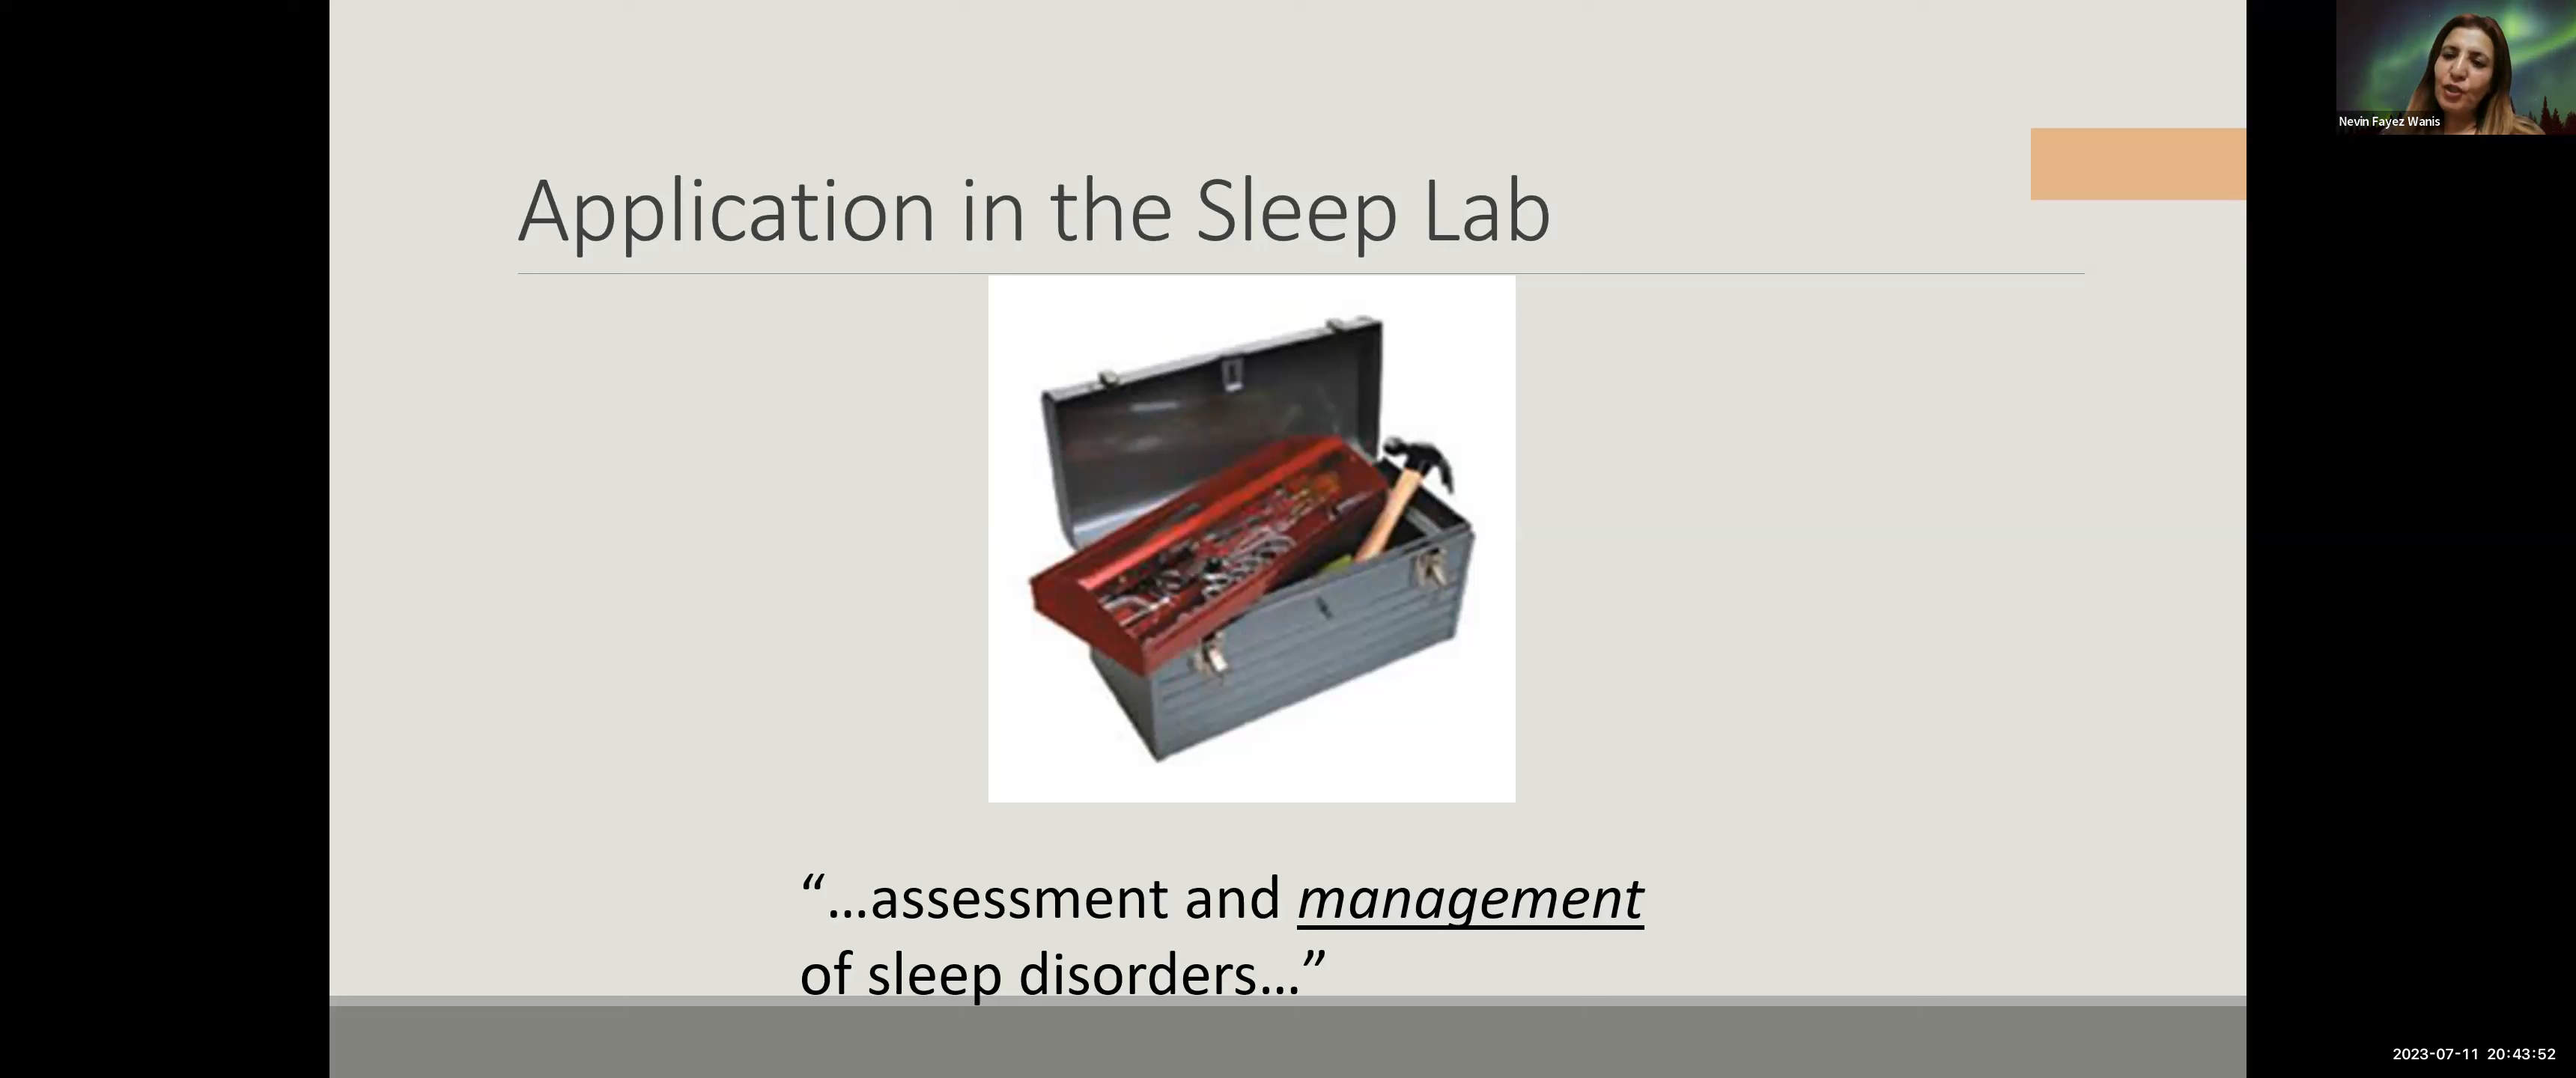 Nevin Fayez Wanis
Application in the Sleep Lab
“...assessment and management
of sleep disorders...”
2023-07-11 20:43:52